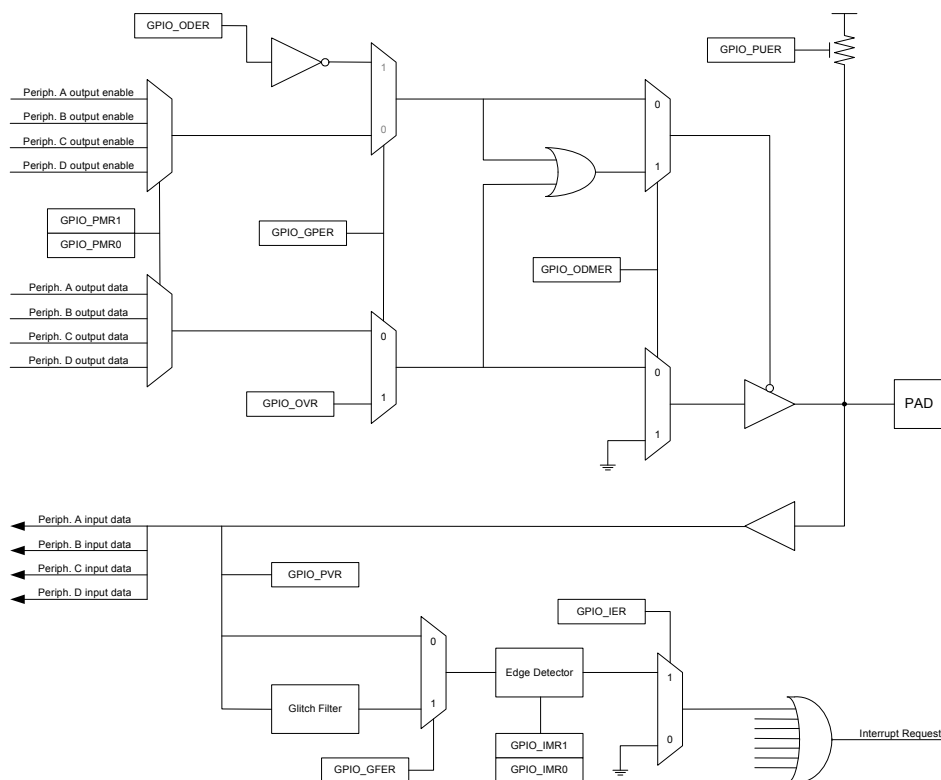 GPIO_ODER
GPIO_PUER
1
Periph. A output enable
0
Periph. B output enable
0
Periph. C output enable
1
Periph. D output enable
GPIO_PMR1
GPIO_GPER
GPIO_PMR0
GPIO_ODMER
Periph. A output data
Periph. B output data
0
Periph. C output data
Periph. D output data
0
GPIO_OVR
1
PAD
1
Periph. A input data
Periph. B input data
Periph. C input data
GPIO_PVR
Periph. D input data
GPIO_IER
0
Edge Detector
1
Glitch Filter
1
Interrupt Request
GPIO_IMR1
0
GPIO_GFER
GPIO_IMR0